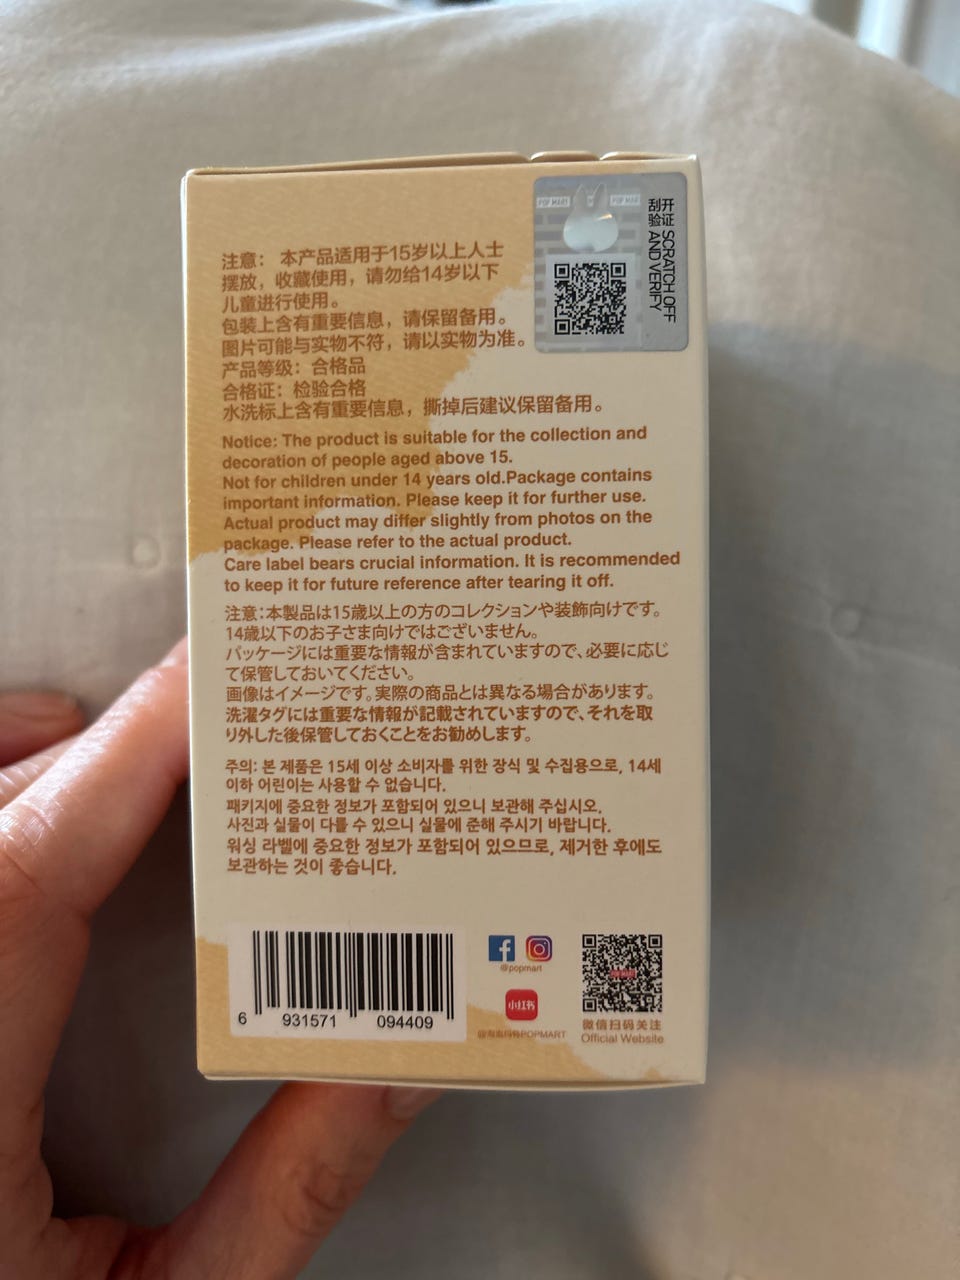 注意： 本产品适用于15岁以上人士
摆放，收藏使用，请勿给14岁以下
儿童进行使用。
包装上含有重要信息，请保留备用。
图片可能与实物不符，请以实物为准。
产品等级：合格品
合格证：检验合格
水洗标上含有重要信息，撕掉后建议保留备用。
POP MART
POP MAR
刮开
验证 SCRATCH OFF
AND VERIFY
Notice: The product is suitable for the collection and
decoration of people aged above 15.
Not for children under 14 years old.Package contains
important information. Please keep it for further use.
Actual product may differ slightly from photos on the
package. Please refer to the actual product.
Care label bears crucial information. It is recommended
to keep it for future reference after tearing it off.
注意：本製品は15歳以上の方のコレクションや装飾向けです。
14歳以下のお子さま向けではございません。
パッケージには重要な情報が含まれていますので、必要に応じ
て保管しておいてください。
画像はイメージです。実際の商品とは異なる場合があります。
洗濯タグには重要な情報が記載されていますので、それを取
り外した後保管しておくことをお勧めします。
주의: 본 제품은 15세 이상 소비자를 위한 장식 및 수집용으로, 14세
이하 어린이는 사용할 수 없습니다.
패키지에 중요한 정보가 포함되어 있으니 보관해 주십시오.
사진과 실물이 다를 수 있으니 실물에 준해 주시기 바랍니다.
워싱 라벨에 중요한 정보가 포함되어 있으므로, 제거한 후에도
보관하는 것이 좋습니다.
6 931571 094409
@popmart
小红书
@泡泡玛特POPMART
POP MART
微信扫码关注
Official Website